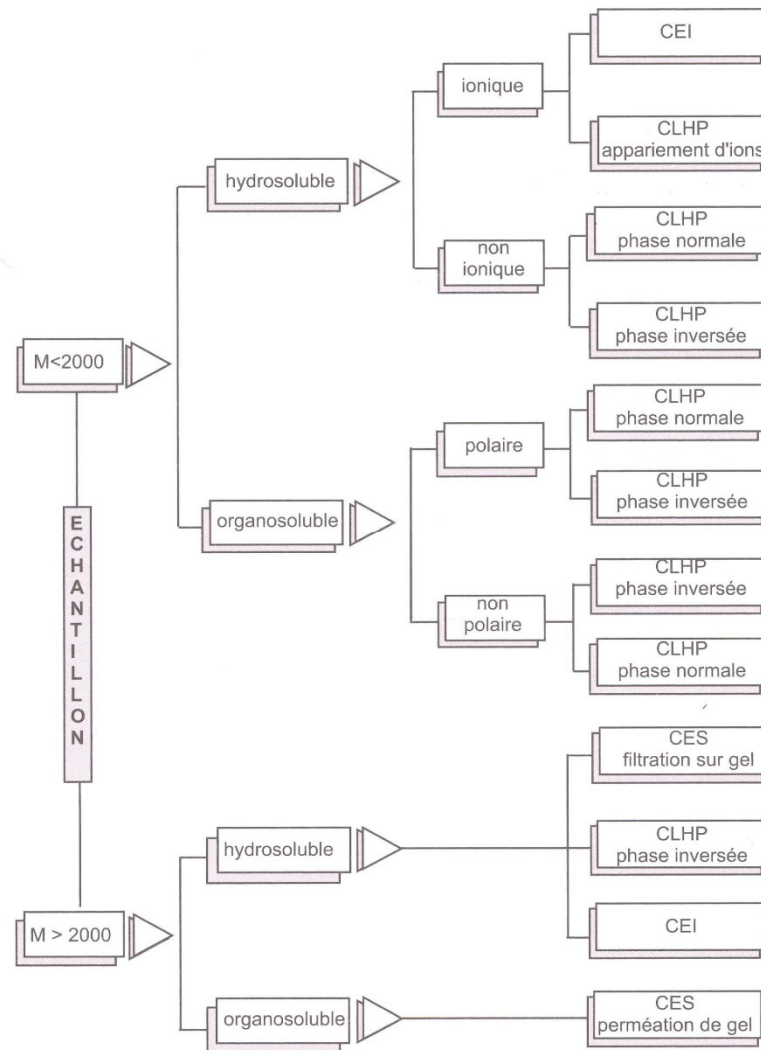 CEI
ionique
CLHP
appariement d'ions
hydrosoluble
CLHP
phase normale
non
ionique
CLHP
phase inversée
M<2000
CLHP
phase normale
polaire
CLHP
phase inversée
organosoluble
CLHP
phase inversée
non
polaire
CLHP
phase normale
ECHANTILLON
CES
filtration sur gel
hydrosoluble
CLHP
phase inversée
M > 2000
CEI
organosoluble
CES
perméation de gel